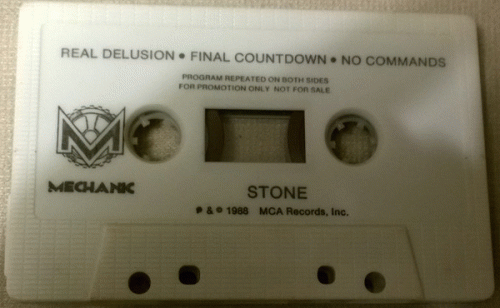 REAL DELUSION • FINAL COUNTDOWN • NO COMMANDS
PROGRAM REPEATED ON BOTH SIDES
FOR PROMOTION ONLY NOT FOR SALE
M
MECHANIC
STONE
℗ & © 1988 MCA Records, Inc.